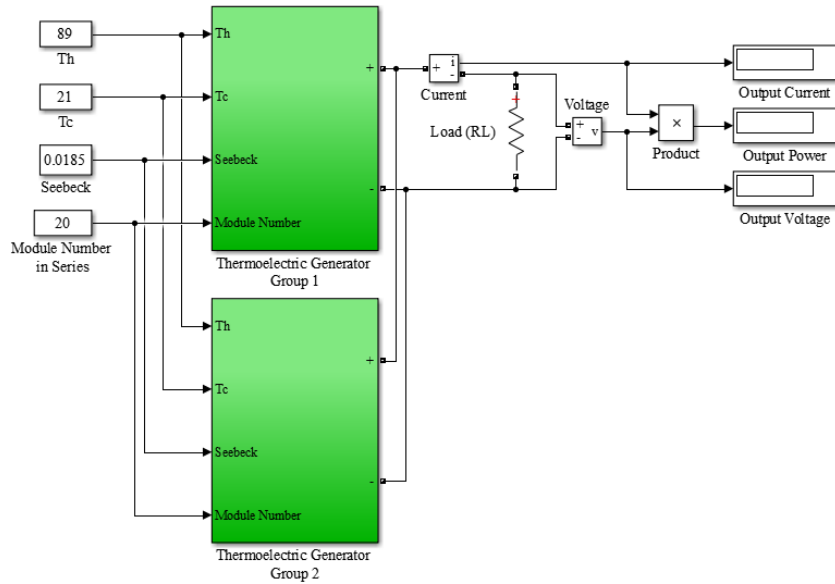 89
Th
21
Tc
0.0185
Seebeck
20
Module Number
in Series
Th
Tc
Seebeck
Module Number
+
-
Thermoelectric Generator
Group 1
Th
Tc
Seebeck
Module Number
+
-
Thermoelectric Generator
Group 2
+
i
-
Current
+
Load (RL)
Voltage
+
-
v
×
Product
Output Current
Output Power
Output Voltage